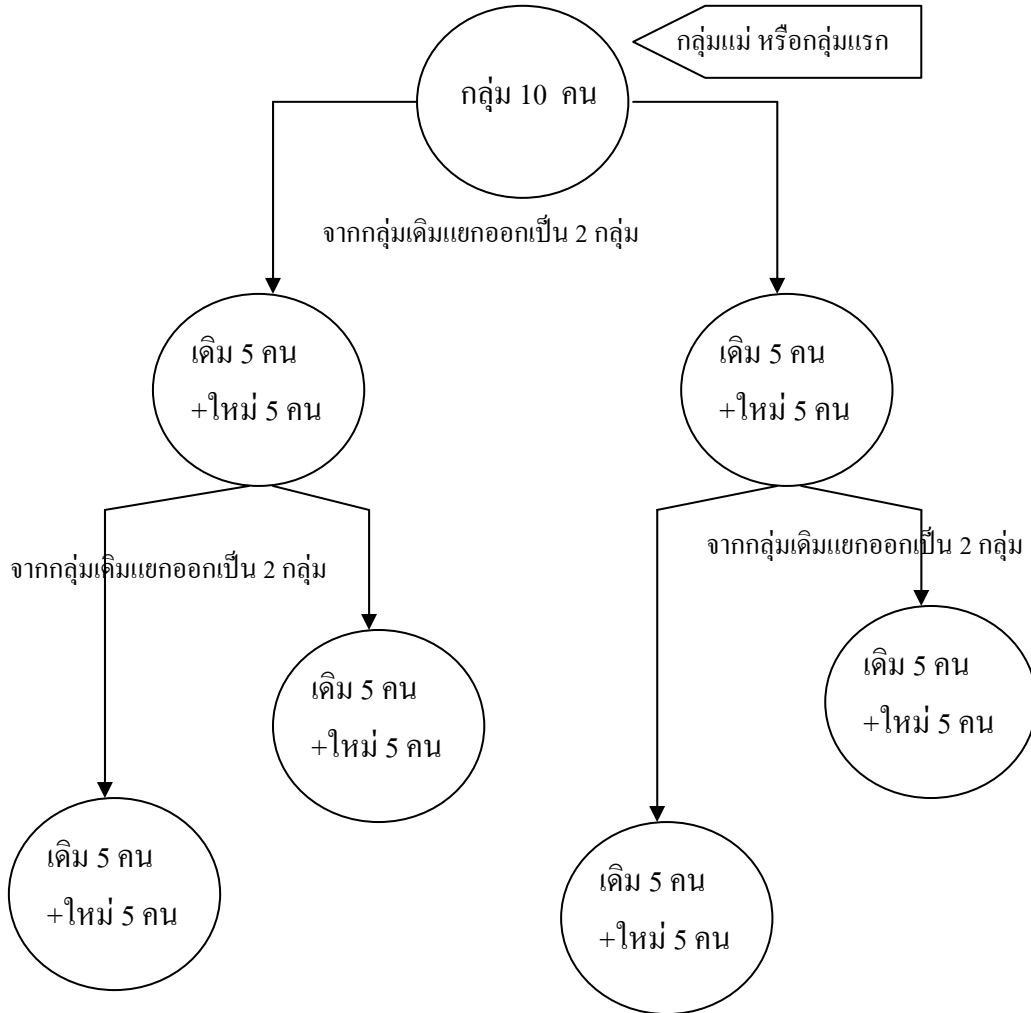 กลุ่มแม่ หรือกลุ่มแรก
กลุ่ม 10 คน
จากกลุ่มเดิมแยกออกเป็น 2 กลุ่ม
เดิม 5 คน
+ใหม่ 5 คน
เดิม 5 คน
+ใหม่ 5 คน
จากกลุ่มเดิมแยกออกเป็น 2 กลุ่ม
จากกลุ่มเดิมแยกออกเป็น 2 กลุ่ม
เดิม 5 คน
+ใหม่ 5 คน
เดิม 5 คน
+ใหม่ 5 คน
เดิม 5 คน
+ใหม่ 5 คน
เดิม 5 คน
+ใหม่ 5 คน